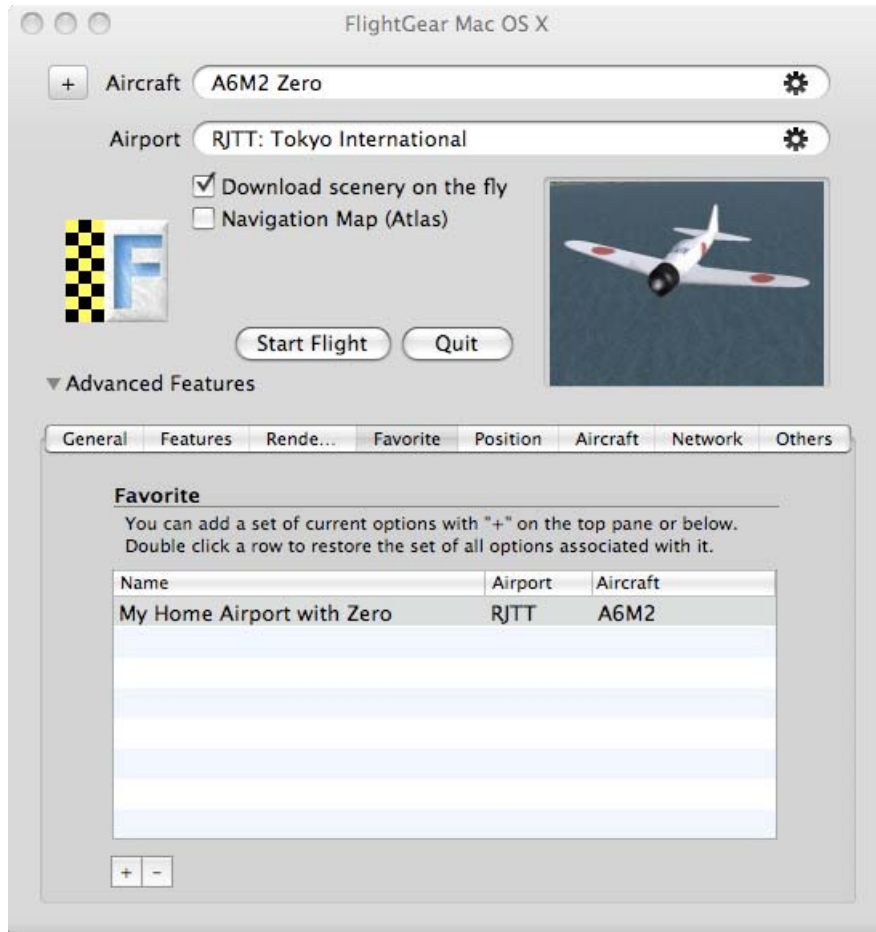 FlightGear Mac OS X
+ Aircraft A6M2 Zero
Airport RJTT: Tokyo International
Download scenery on the fly
Navigation Map (Atlas)
F
Start Flight Quit
Advanced Features
General Features Rende... Favorite Position Aircraft Network Others
Favorite
You can add a set of current options with "+" on the top pane or below.
Double click a row to restore the set of all options associated with it.
Name Airport Aircraft
My Home Airport with Zero RJTT A6M2
+ -